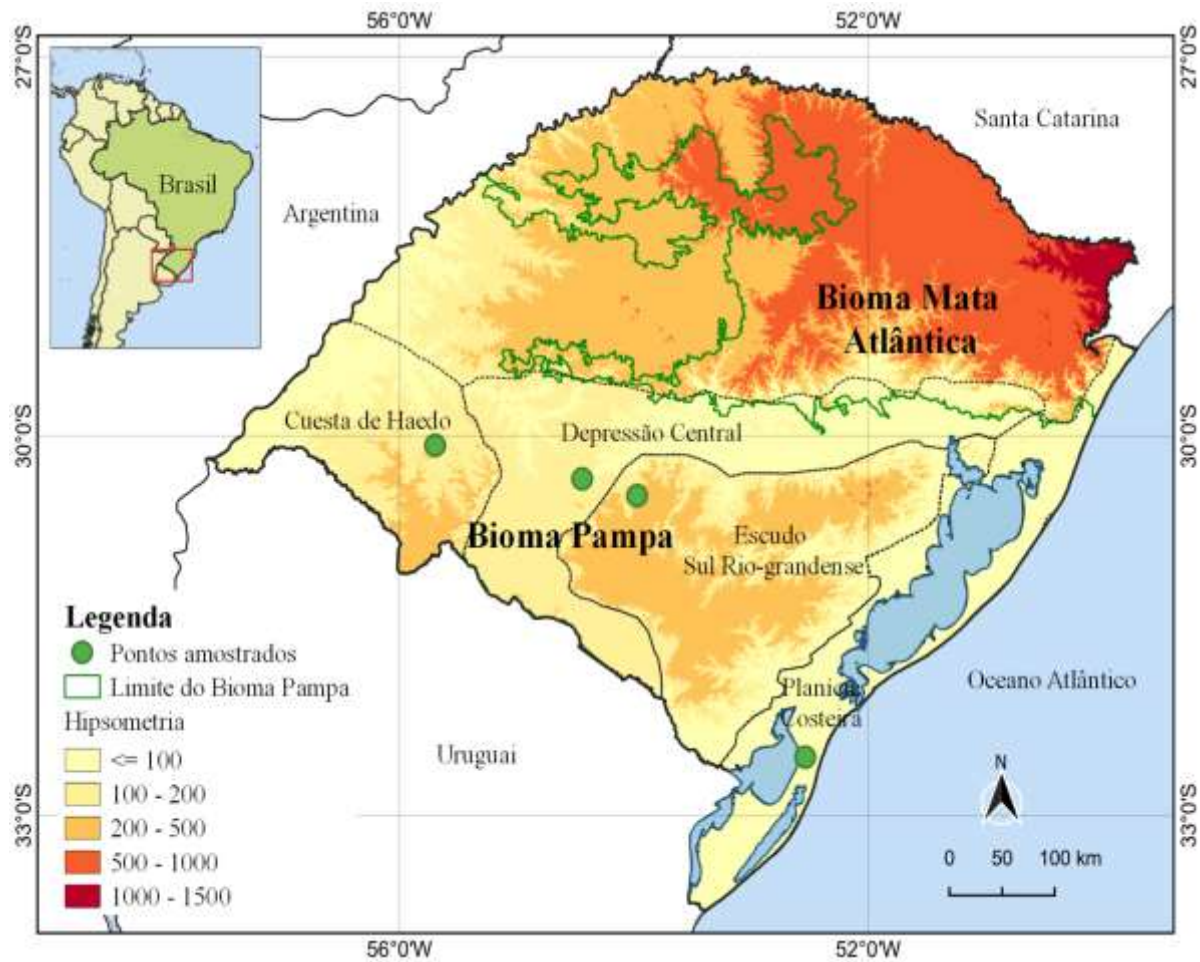 56°0'W
52°0'W
27°0'S
27°0'S
Santa Catarina
Brasil
Argentina
Bioma Mata
Atlântica
Cuesta de Haedo
Depressão Central
30°0'S
30°0'S
Bioma Pampa
Escudo
Sul Rio-grandense
Legenda
Pontos amostrados
Limite do Bioma Pampa
Hipsometria
<= 100
100 - 200
200 - 500
500 - 1000
1000 - 1500
Planície
Costeira
Oceano Atlântico
Uruguai
N
33°0'S
33°0'S
0 50 100 km
56°0'W
52°0'W